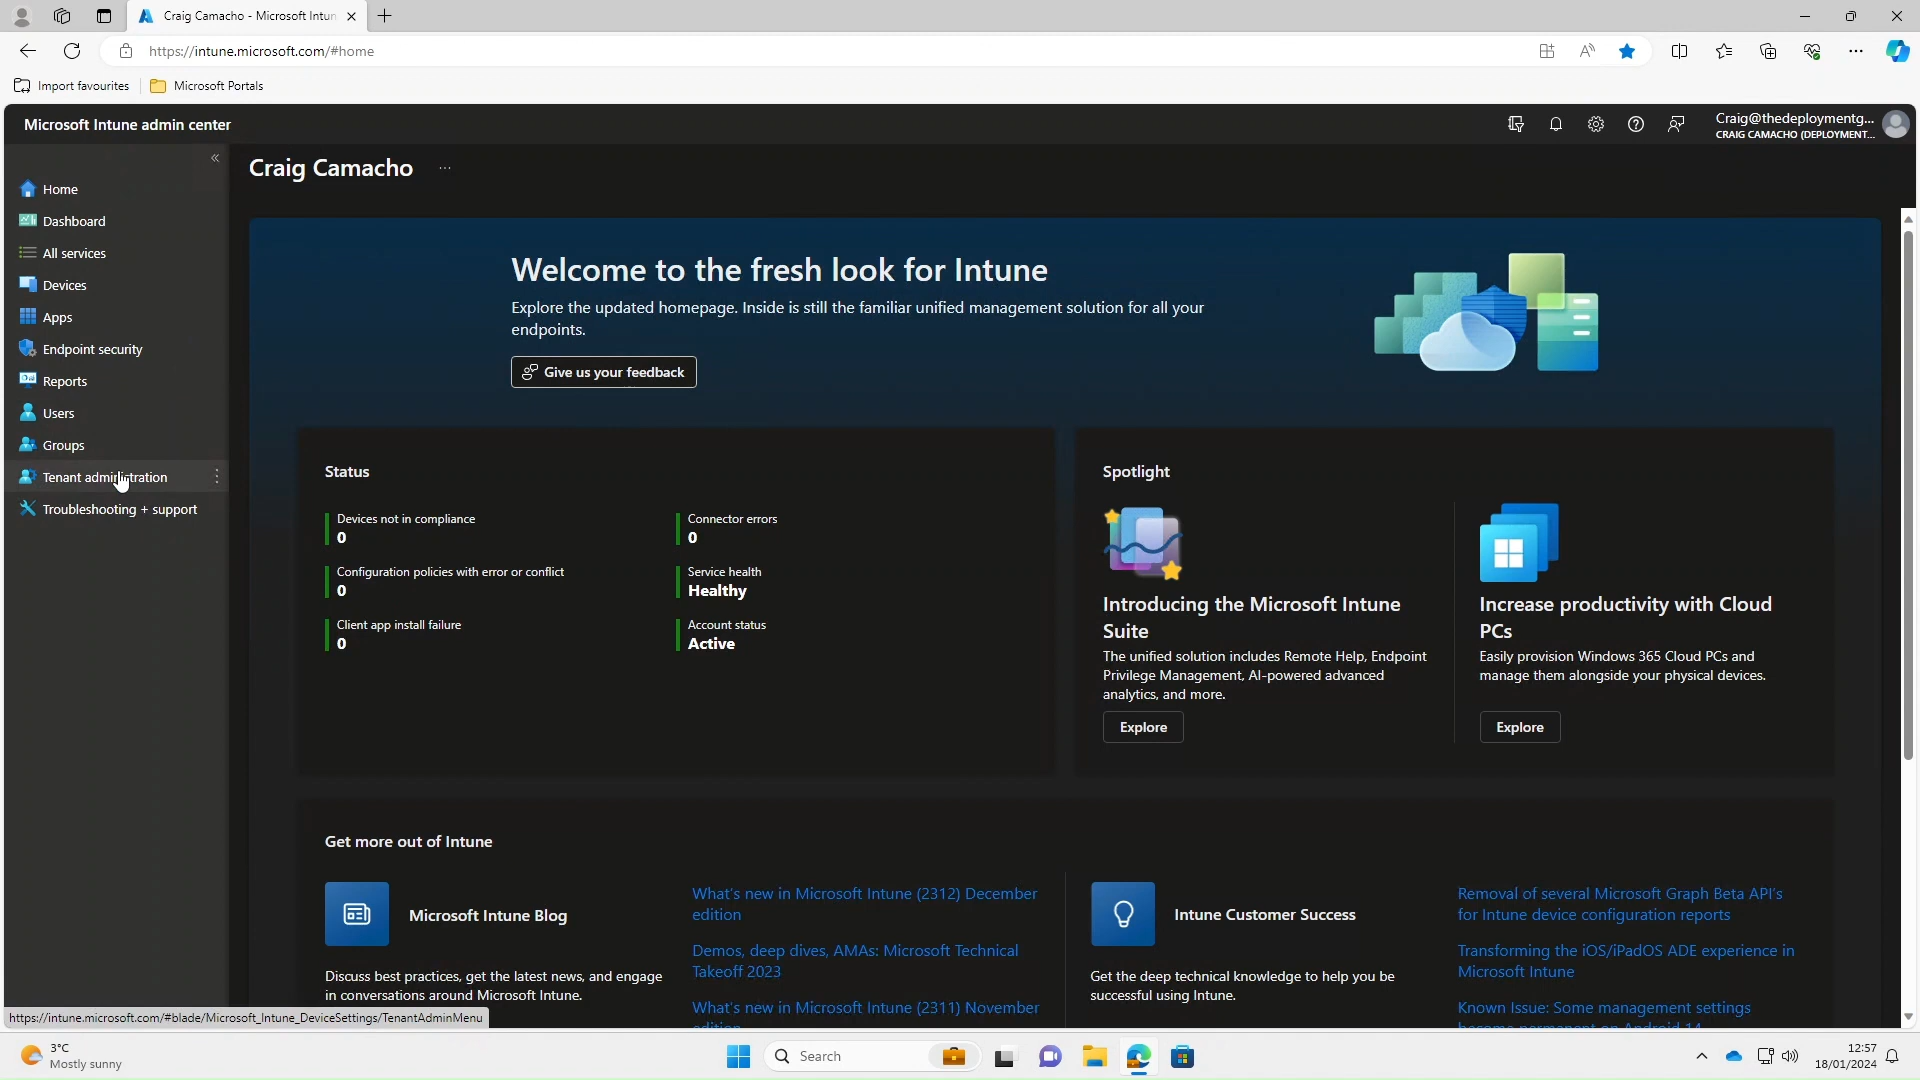 Craig Camacho - Microsoft Intun
https://intune.microsoft.com/#home
Import favourites
Microsoft Portals
Microsoft Intune admin center
Craig@thedeploymentg...
CRAIG CAMACHO (DEPLOYMENT...
Craig Camacho
...
Home
Dashboard
All services
Devices
Apps
Endpoint security
Reports
Users
Groups
Tenant administration
Troubleshooting + support
Welcome to the fresh look for Intune
Explore the updated homepage. Inside is still the familiar unified management solution for all your
endpoints.
Give us your feedback
Status
Devices not in compliance
0
Configuration policies with error or conflict
0
Client app install failure
0
Connector errors
0
Service health
Healthy
Account status
Active
Spotlight
Introducing the Microsoft Intune
Suite
The unified solution includes Remote Help, Endpoint
Privilege Management, AI-powered advanced
analytics, and more.
Explore
Increase productivity with Cloud
PCs
Easily provision Windows 365 Cloud PCs and
manage them alongside your physical devices.
Explore
Get more out of Intune
Microsoft Intune Blog
Discuss best practices, get the latest news, and engage
in conversations around Microsoft Intune.
What's new in Microsoft Intune (2312) December
edition
Demos, deep dives, AMAs: Microsoft Technical
Takeoff 2023
What's new in Microsoft Intune (2311) November
edition
Intune Customer Success
Get the deep technical knowledge to help you be
successful using Intune.
Removal of several Microsoft Graph Beta API's
for Intune device configuration reports
Transforming the iOS/iPadOS ADE experience in
Microsoft Intune
Known Issue: Some management settings
become permanent on Android 14
https://intune.microsoft.com/#blade/Microsoft_Intune_DeviceSettings/TenantAdminMenu
3°C
Mostly sunny
Search
12:57
18/01/2024